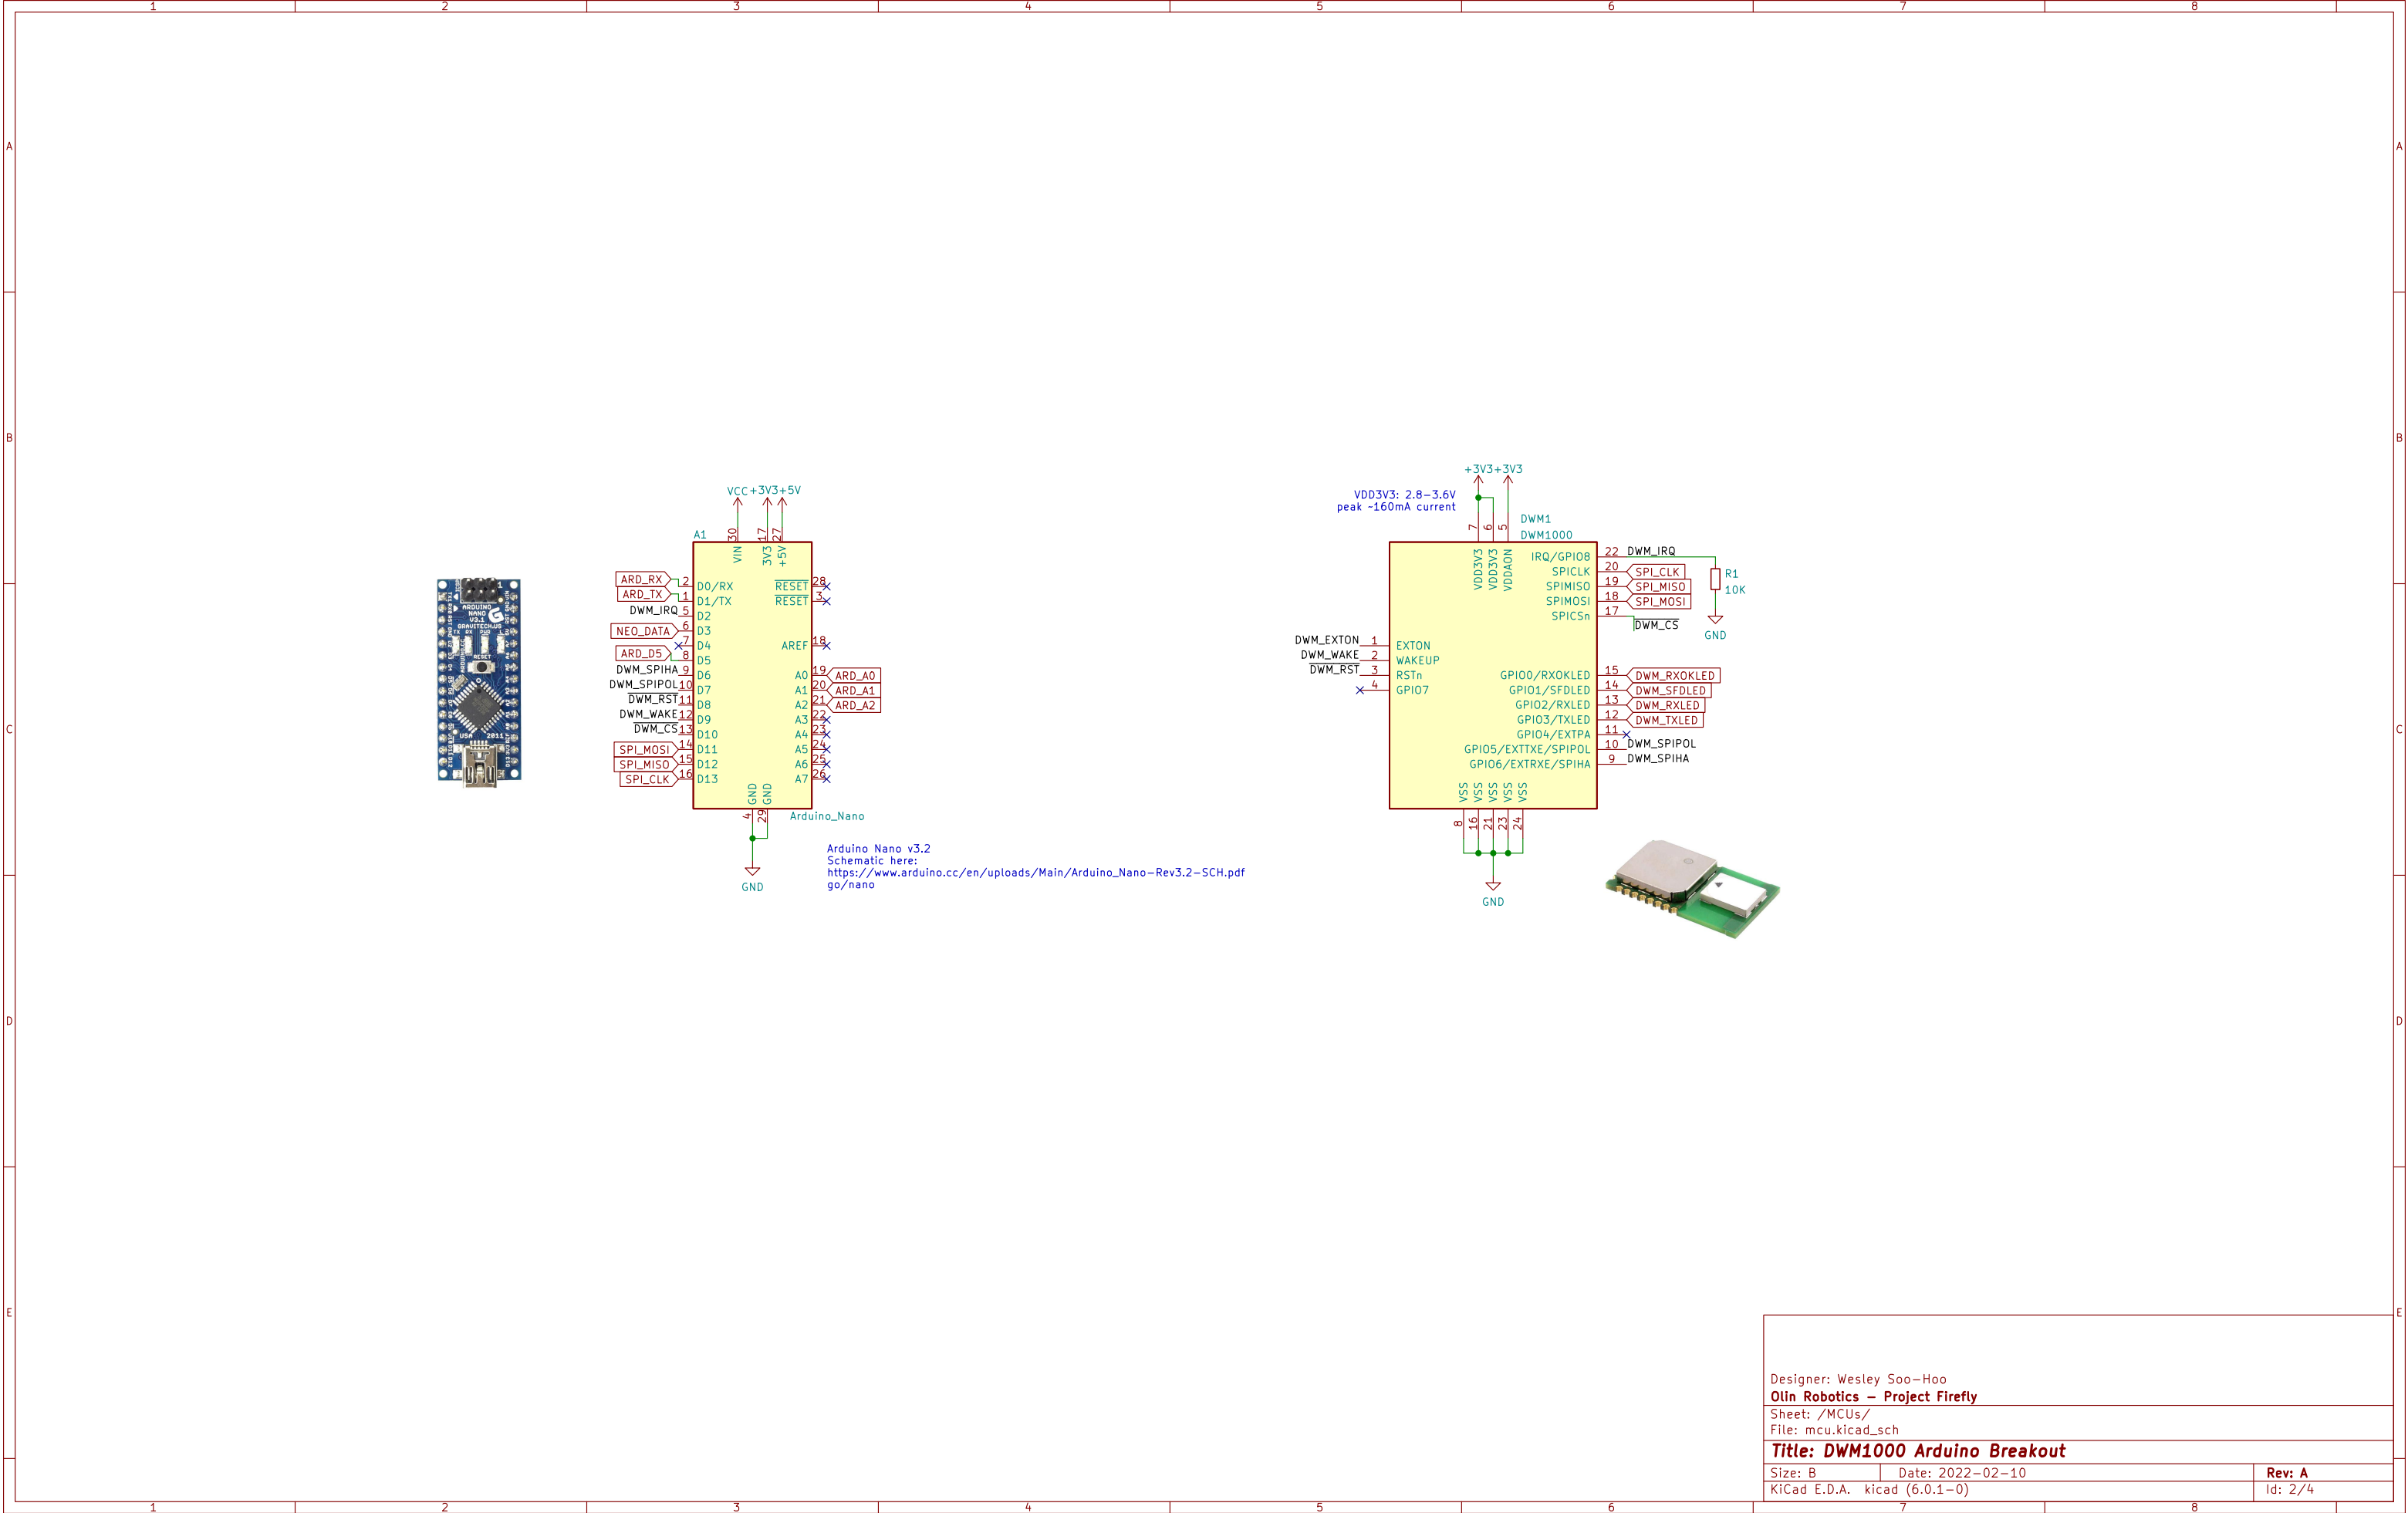 1 2 3 4 5 6 7 8
A A
B B
C C
D D
E E
1 2 3 4 5 6 7 8
VCC +3V3 +5V
30 17 27
A1
VIN 3V3 +5V
ARD_RX 2 D0/RX RESET 28
ARD_TX 1 D1/TX RESET 3
DWM_IRQ 5 D2
NEO_DATA 6 D3
7 D4 AREF 18
ARD_D5 8 D5
DWM_SPIHA 9 D6 A0 19 ARD_A0
DWM_SPIPOL 10 D7 A1 20 ARD_A1
DWM_RST 11 D8 A2 21 ARD_A2
DWM_WAKE 12 D9 A3 22
DWM_CS 13 D10 A4 23
SPI_MOSI 14 D11 A5 24
SPI_MISO 15 D12 A6 25
SPI_CLK 16 D13 A7 26
GND GND
4 29
Arduino_Nano
GND
Arduino Nano v3.2
Schematic here:
https://www.arduino.cc/en/uploads/Main/Arduino_Nano-Rev3.2-SCH.pdf
go/nano
ARDUINO
NANO
V3.1
GRAVITECH.US
TX RX PWR L
RESET
USA 2011
+3V3 +3V3
VDD3V3: 2.8-3.6V
peak ~160mA current
7 6 5
DWM1
DWM1000
VDD3V3 VDD3V3 VDDAON
IRQ/GPIO8 22 DWM_IRQ
SPICLK 20 SPI_CLK
SPIMISO 19 SPI_MISO
SPIMOSI 18 SPI_MOSI
SPICSn 17 DWM_CS
R1
10K
GND
DWM_EXTON 1 EXTON
DWM_WAKE 2 WAKEUP
DWM_RST 3 RSTn
4 GPIO7
GPIO0/RXOKLED 15 DWM_RXOKLED
GPIO1/SFDLED 14 DWM_SFDLED
GPIO2/RXLED 13 DWM_RXLED
GPIO3/TXLED 12 DWM_TXLED
GPIO4/EXTPA 11
GPIO5/EXTTXE/SPIPOL 10 DWM_SPIPOL
GPIO6/EXTRXE/SPIHA 9 DWM_SPIHA
VSS VSS VSS VSS VSS
8 16 21 23 24
GND
Designer: Wesley Soo-Hoo
Olin Robotics - Project Firefly
Sheet: /MCUs/
File: mcu.kicad_sch
Title: DWM1000 Arduino Breakout
Size: B Date: 2022-02-10 Rev: A
KiCad E.D.A. kicad (6.0.1-0) Id: 2/4